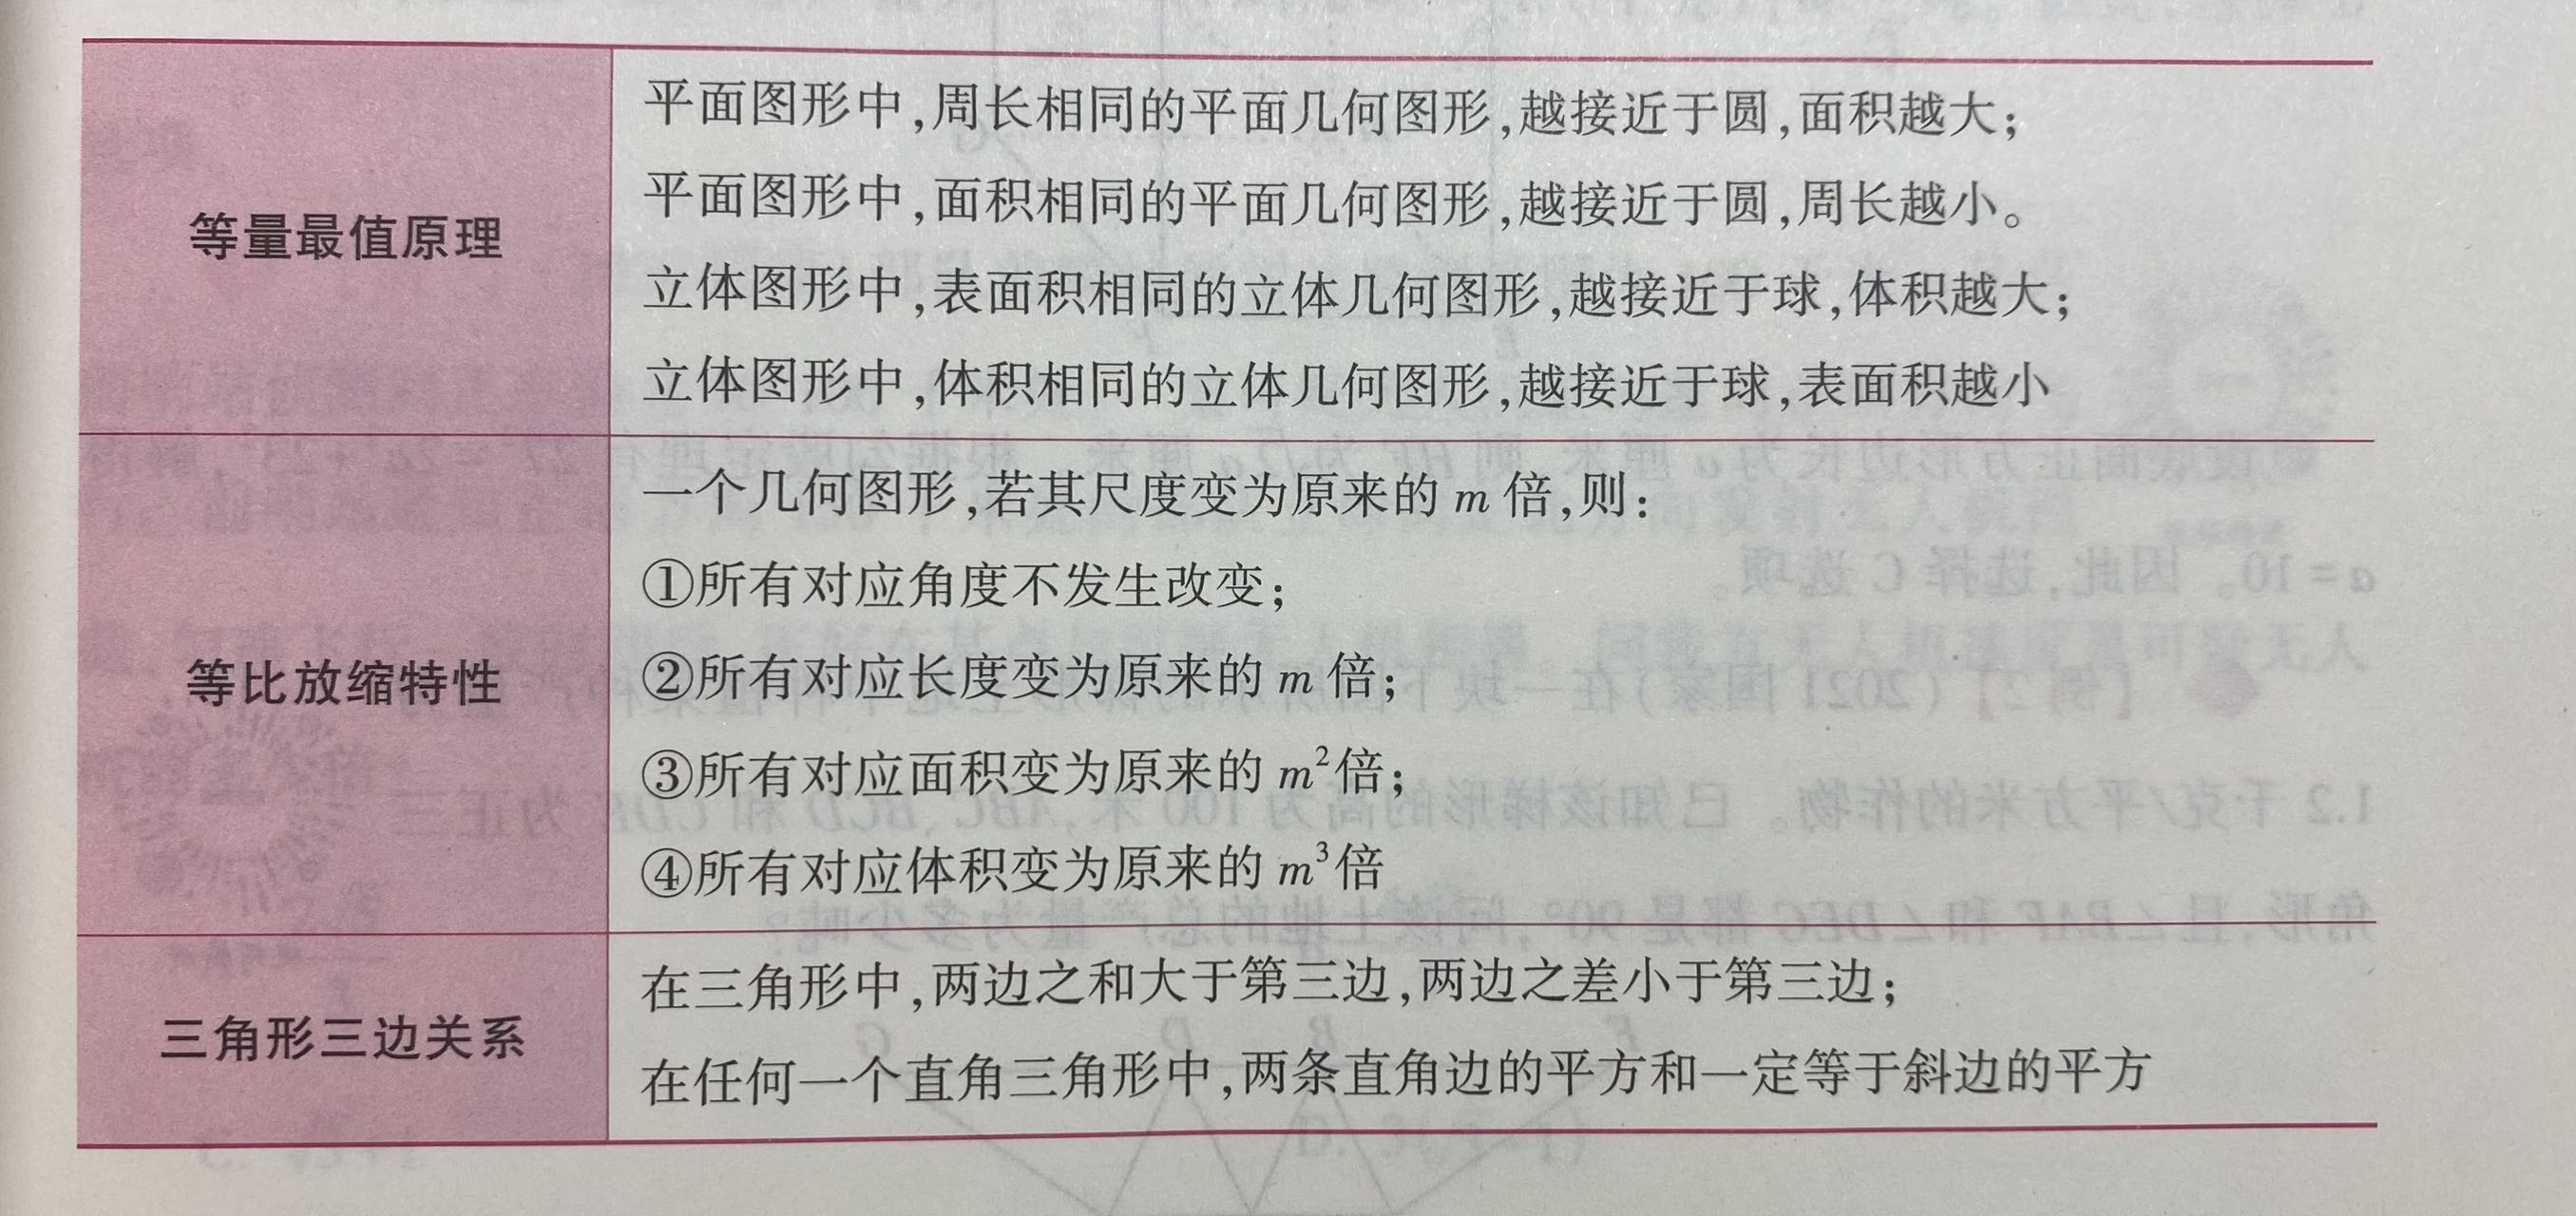 等量最值原理
平面图形中,周长相同的平面几何图形,越接近于圆,面积越大;
平面图形中,面积相同的平面几何图形,越接近于圆,周长越小。
立体图形中,表面积相同的立体几何图形,越接近于球,体积越大;
立体图形中,体积相同的立体几何图形,越接近于球,表面积越小
等比放缩特性
一个几何图形,若其尺度变为原来的 m 倍,则:
①所有对应角度不发生改变;
②所有对应长度变为原来的 m 倍;
③所有对应面积变为原来的 m²倍;
④所有对应体积变为原来的 m³倍
三角形三边关系
在三角形中,两边之和大于第三边,两边之差小于第三边;
在任何一个直角三角形中,两条直角边的平方和一定等于斜边的平方